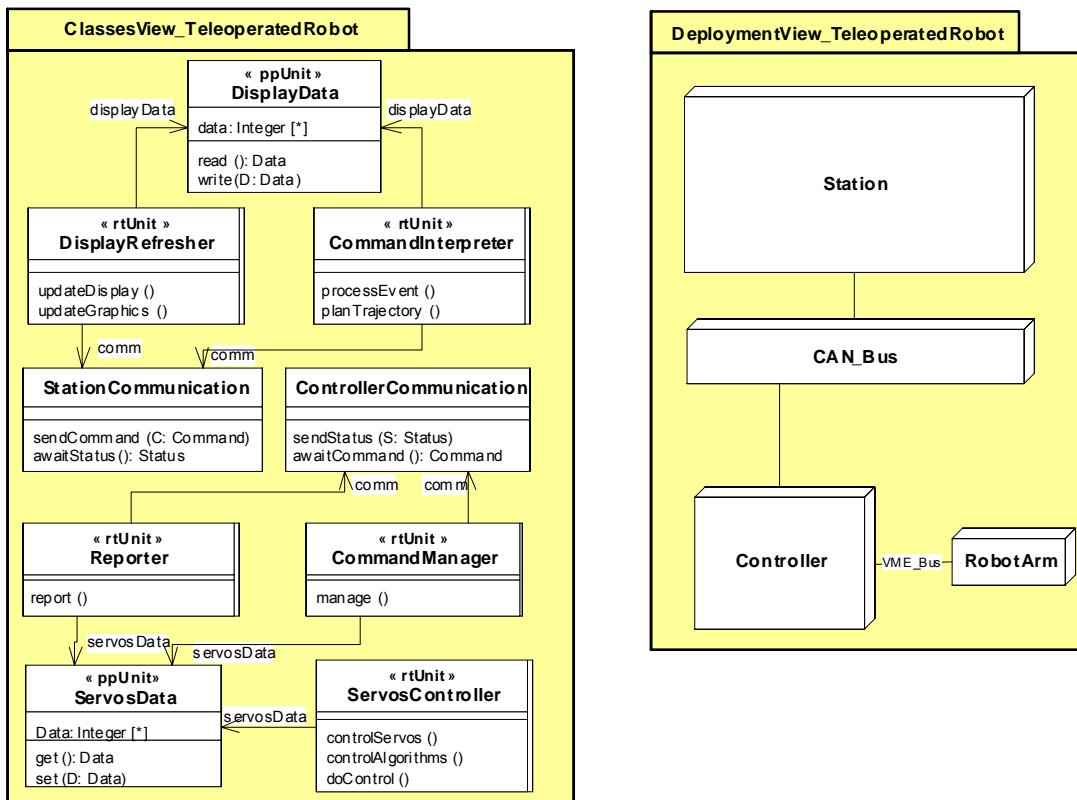 ClassesView_TeleoperatedRobot
« ppUnit »
DisplayData
displayData
displayData
data: Integer [*]
read (): Data
write(D: Data)
« rtUnit »
DisplayRefresher
updateDisplay ()
updateGraphics ()
« rtUnit »
CommandInterpreter
processEvent ()
planTrajectory ()
comm
comm
StationCommunication
sendCommand (C: Command)
awaitStatus(): Status
ControllerCommunication
sendStatus (S: Status)
awaitCommand (): Command
comm
comm
« rtUnit »
Reporter
report ()
« rtUnit »
CommandManager
manage ()
servosData
servosData
« ppUnit»
ServosData
Data: Integer [*]
get (): Data
set (D: Data)
servosData
« rtUnit »
ServosController
controlServos ()
controlAlgorithms ()
doControl ()
DeploymentView_TeleoperatedRobot
Station
CAN_Bus
Controller
VME_Bus
RobotArm